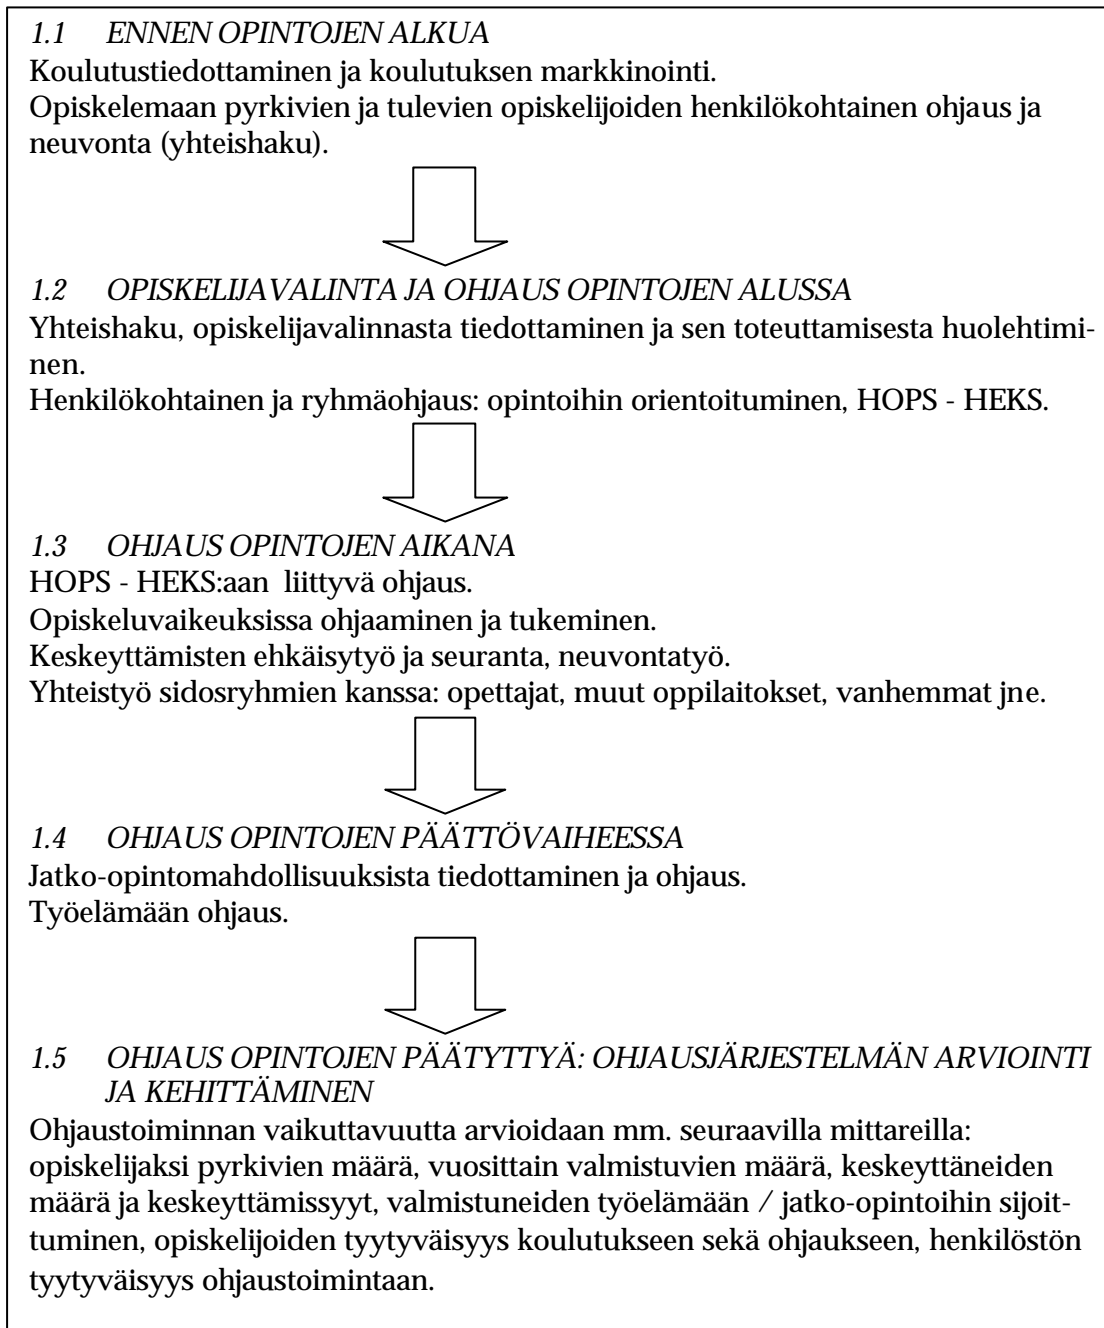 1.1 ENNEN OPINTOJEN ALKUA
Koulutustiedottaminen ja koulutuksen markkinointi.
Opiskelemaan pyrkivien ja tulevien opiskelijoiden henkilökohtainen ohjaus ja
neuvonta (yhteishaku).
1.2 OPISKELIJAVALINTA JA OHJAUS OPINTOJEN ALUSSA
Yhteishaku, opiskelijavalinnasta tiedottaminen ja sen toteuttamisesta huolehtimi-
nen.
Henkilökohtainen ja ryhmäohjaus: opintoihin orientoituminen, HOPS - HEKS.
1.3 OHJAUS OPINTOJEN AIKANA
HOPS - HEKS:aan liittyvä ohjaus.
Opiskeluvaikeuksissa ohjaaminen ja tukeminen.
Keskeyttämisten ehkäisytyö ja seuranta, neuvontatyö.
Yhteistyö sidosryhmien kanssa: opettajat, muut oppilaitokset, vanhemmat jne.
1.4 OHJAUS OPINTOJEN PÄÄTTÖVAIHEESSA
Jatko-opintomahdollisuuksista tiedottaminen ja ohjaus.
Työelämään ohjaus.
1.5 OHJAUS OPINTOJEN PÄÄTYTTYÄ: OHJAUSJÄRJESTELMÄN ARVIOINTI
JA KEHITTÄMINEN
Ohjaustoiminnan vaikuttavuutta arvioidaan mm. seuraavilla mittareilla:
opiskelijaksi pyrkivien määrä, vuosittain valmistuvien määrä, keskeyttäneiden
määrä ja keskeyttämissyyt, valmistuneiden työelämään / jatko-opintoihin sijoit-
tuminen, opiskelijoiden tyytyväisyys koulutukseen sekä ohjaukseen, henkilöstön
tyytyväisyys ohjaustoimintaan.